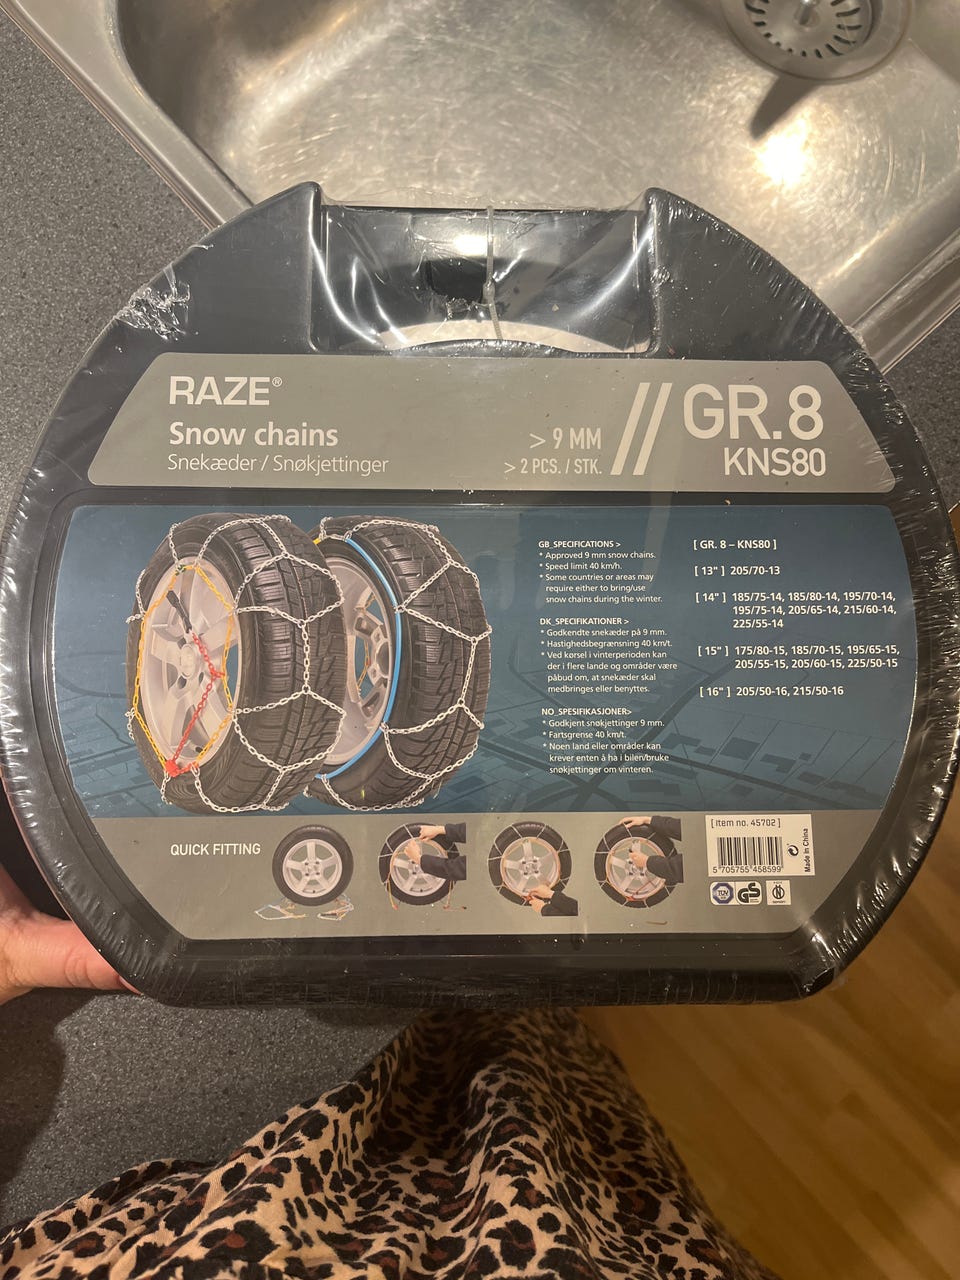 RAZE®
Snow chains
Snekæder / Snøkjettinger
> 9 MM
> 2 PCS. / STK.
GR.8
KNS80
GB_SPECIFICATIONS >
* Approved 9 mm snow chains.
* Speed limit 40 km/h.
* Some countries or areas may
require either to bring/use
snow chains during the winter.
DK_SPECIFIKATIONER >
* Godkendte snekæder på 9 mm.
* Hastighedsbegrænsning 40 km/t.
* Ved kørsel i vinterperioden kan
der i flere lande og områder være
påbud om, at snekæder skal
medbringes eller benyttes.
NO_SPESIFIKASJONER>
* Godkjent snøkjettinger 9 mm.
* Fartsgrense 40 km/t.
* Noen land eller områder kan
krever enten å ha i bilen/bruke
snøkjettinger om vinteren.
[ GR. 8 – KNS80 ]
[ 13" ] 205/70-13
[ 14" ] 185/75-14, 185/80-14, 195/70-14,
195/75-14, 205/65-14, 215/60-14,
225/55-14
[ 15" ] 175/80-15, 185/70-15, 195/65-15,
205/55-15, 205/60-15, 225/50-15
[ 16" ] 205/50-16, 215/50-16
QUICK FITTING
[ Item no. 45702 ]
5 705755 458599
Made in China
TÜV
GS
N